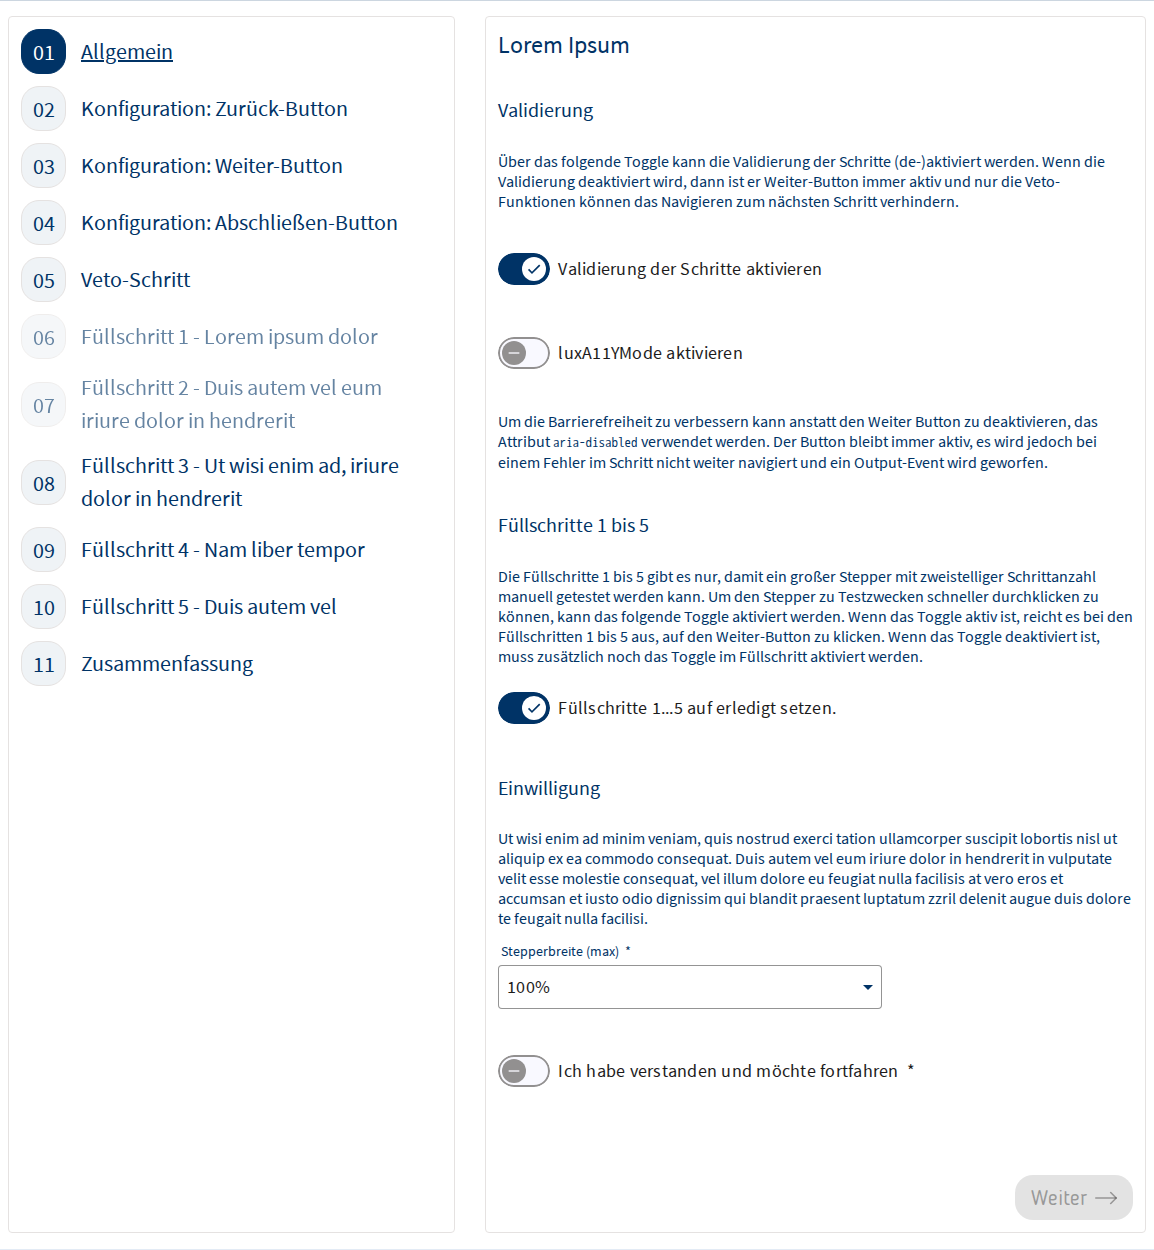 01 Allgemein
02 Konfiguration: Zurück-Button
03 Konfiguration: Weiter-Button
04 Konfiguration: Abschließen-Button
05 Veto-Schritt
06 Füllschritt 1 - Lorem ipsum dolor
07 Füllschritt 2 - Duis autem vel eum
iriure dolor in hendrerit
08 Füllschritt 3 - Ut wisi enim ad, iriure
dolor in hendrerit
09 Füllschritt 4 - Nam liber tempor
10 Füllschritt 5 - Duis autem vel
11 Zusammenfassung
Lorem Ipsum
Validierung
Über das folgende Toggle kann die Validierung der Schritte (de-)aktiviert werden. Wenn die
Validierung deaktiviert wird, dann ist er Weiter-Button immer aktiv und nur die Veto-
Funktionen können das Navigieren zum nächsten Schritt verhindern.
Validierung der Schritte aktivieren
luxA11YMode aktivieren
Um die Barrierefreiheit zu verbessern kann anstatt den Weiter Button zu deaktivieren, das
Attribut aria-disabled verwendet werden. Der Button bleibt immer aktiv, es wird jedoch bei
einem Fehler im Schritt nicht weiter navigiert und ein Output-Event wird geworfen.
Füllschritte 1 bis 5
Die Füllschritte 1 bis 5 gibt es nur, damit ein großer Stepper mit zweistelliger Schrittanzahl
manuell getestet werden kann. Um den Stepper zu Testzwecken schneller durchklicken zu
können, kann das folgende Toggle aktiviert werden. Wenn das Toggle aktiv ist, reicht es bei den
Füllschritten 1 bis 5 aus, auf den Weiter-Button zu klicken. Wenn das Toggle deaktiviert ist,
muss zusätzlich noch das Toggle im Füllschritt aktiviert werden.
Füllschritte 1...5 auf erledigt setzen.
Einwilligung
Ut wisi enim ad minim veniam, quis nostrud exerci tation ullamcorper suscipit lobortis nisl ut
aliquip ex ea commodo consequat. Duis autem vel eum iriure dolor in hendrerit in vulputate
velit esse molestie consequat, vel illum dolore eu feugiat nulla facilisis at vero eros et
accumsan et iusto odio dignissim qui blandit praesent luptatum zzril delenit augue duis dolore
te feugait nulla facilisi.
Stepperbreite (max) *
100%
Ich habe verstanden und möchte fortfahren *
Weiter